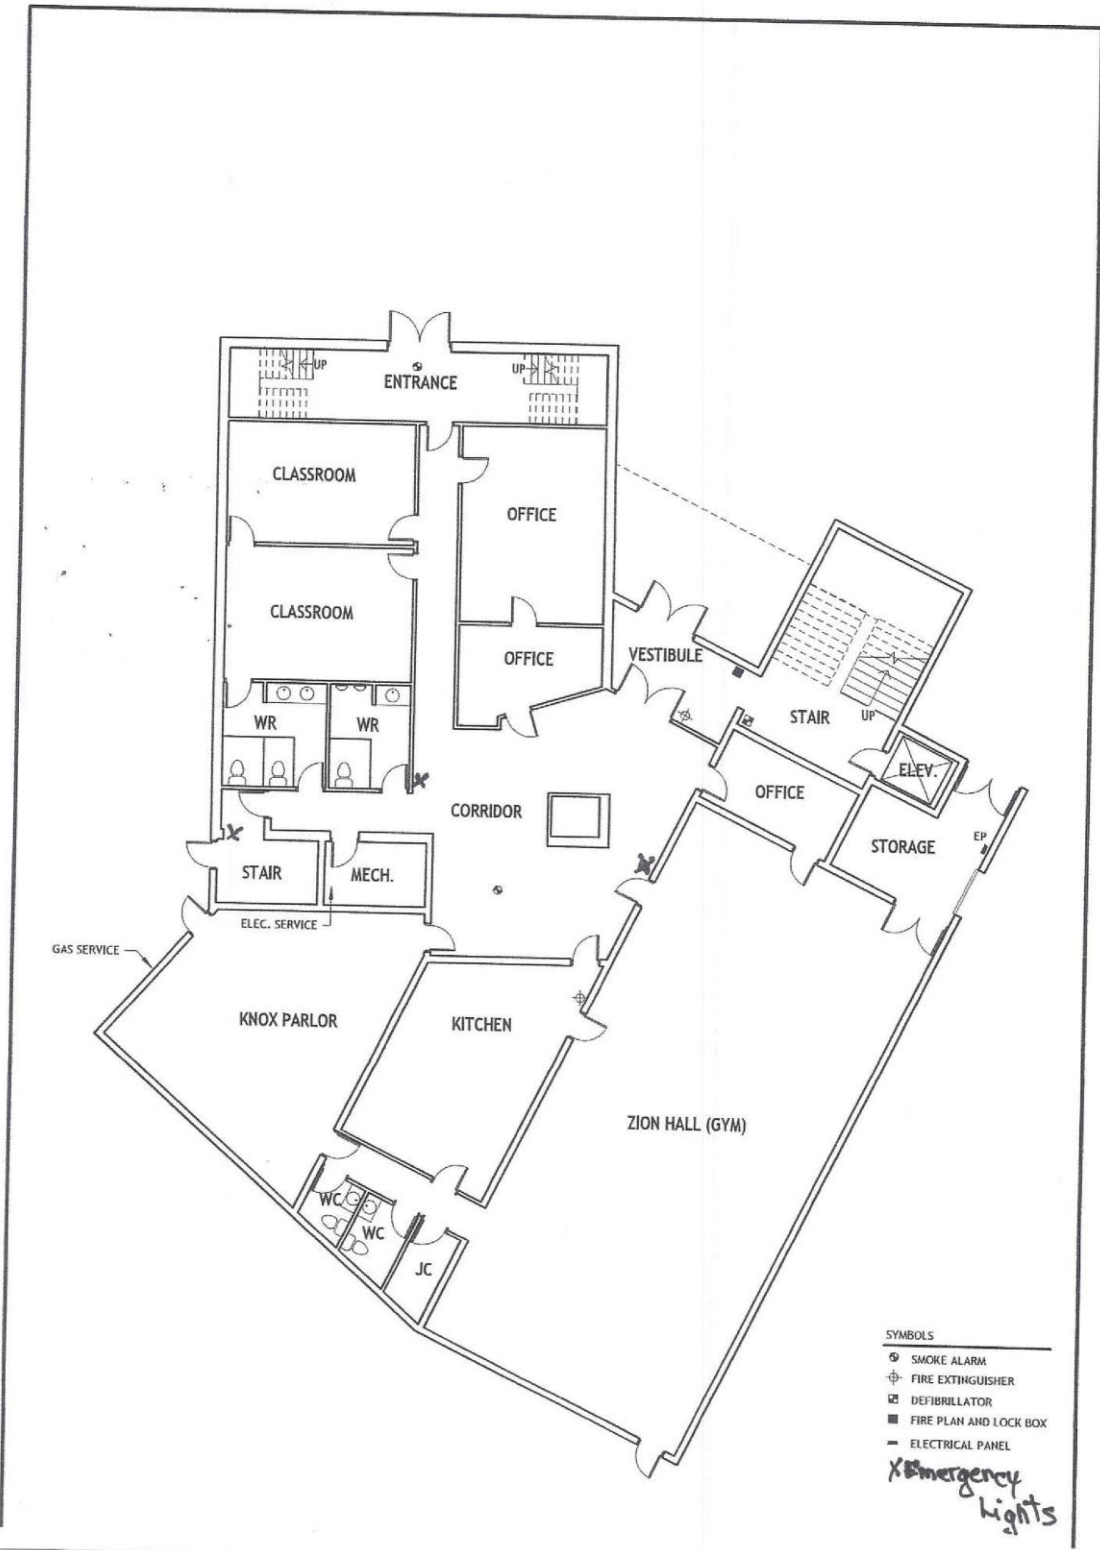 UP
UP
ENTRANCE
CLASSROOM
OFFICE
CLASSROOM
OFFICE
VESTIBULE
WR
WR
STAIR
UP
ELEV.
OFFICE
CORRIDOR
EP
STORAGE
X
X
X
STAIR
MECH.
ELEC. SERVICE
GAS SERVICE
KNOX PARLOR
KITCHEN
ZION HALL (GYM)
WC
WC
JC
SYMBOLS
SMOKE ALARM
FIRE EXTINGUISHER
DEFIBRILLATOR
FIRE PLAN AND LOCK BOX
ELECTRICAL PANEL
X Emergency
Lights